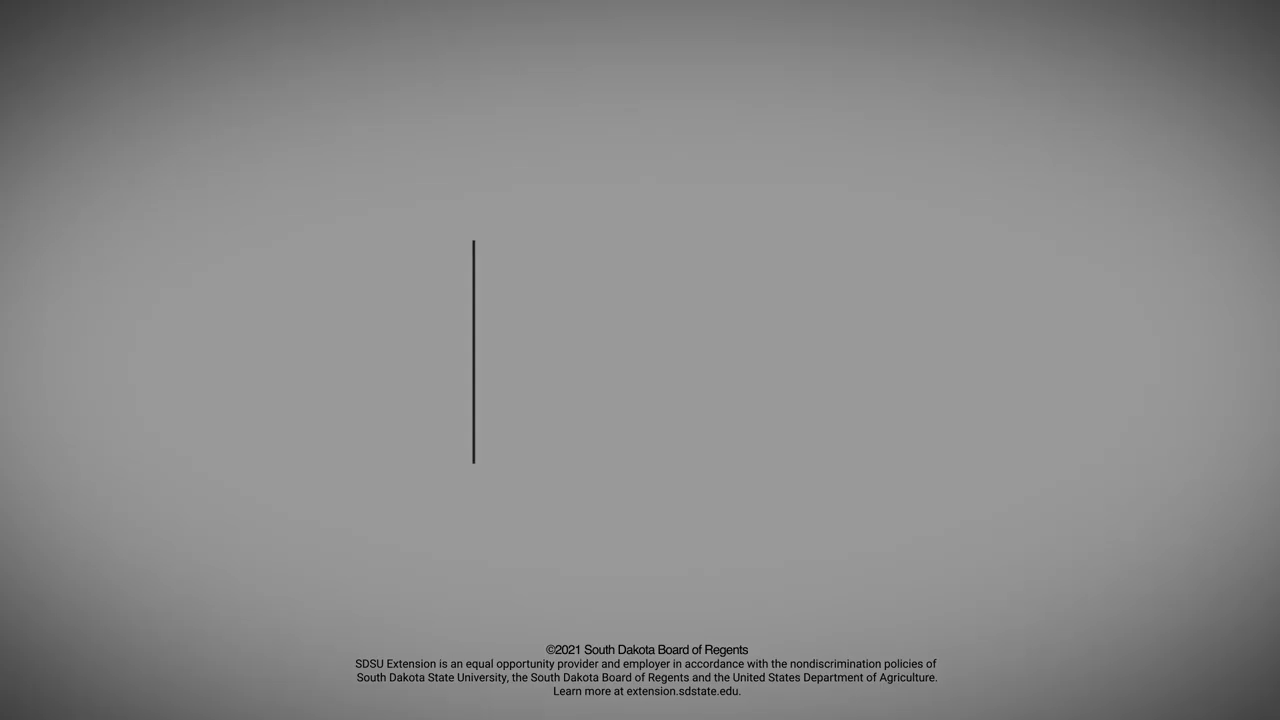 ©2021 South Dakota Board of Regents
SDSU Extension is an equal opportunity provider and employer in accordance with the nondiscrimination policies of
South Dakota State University, the South Dakota Board of Regents and the United States Department of Agriculture.
Learn more at extension.sdstate.edu.